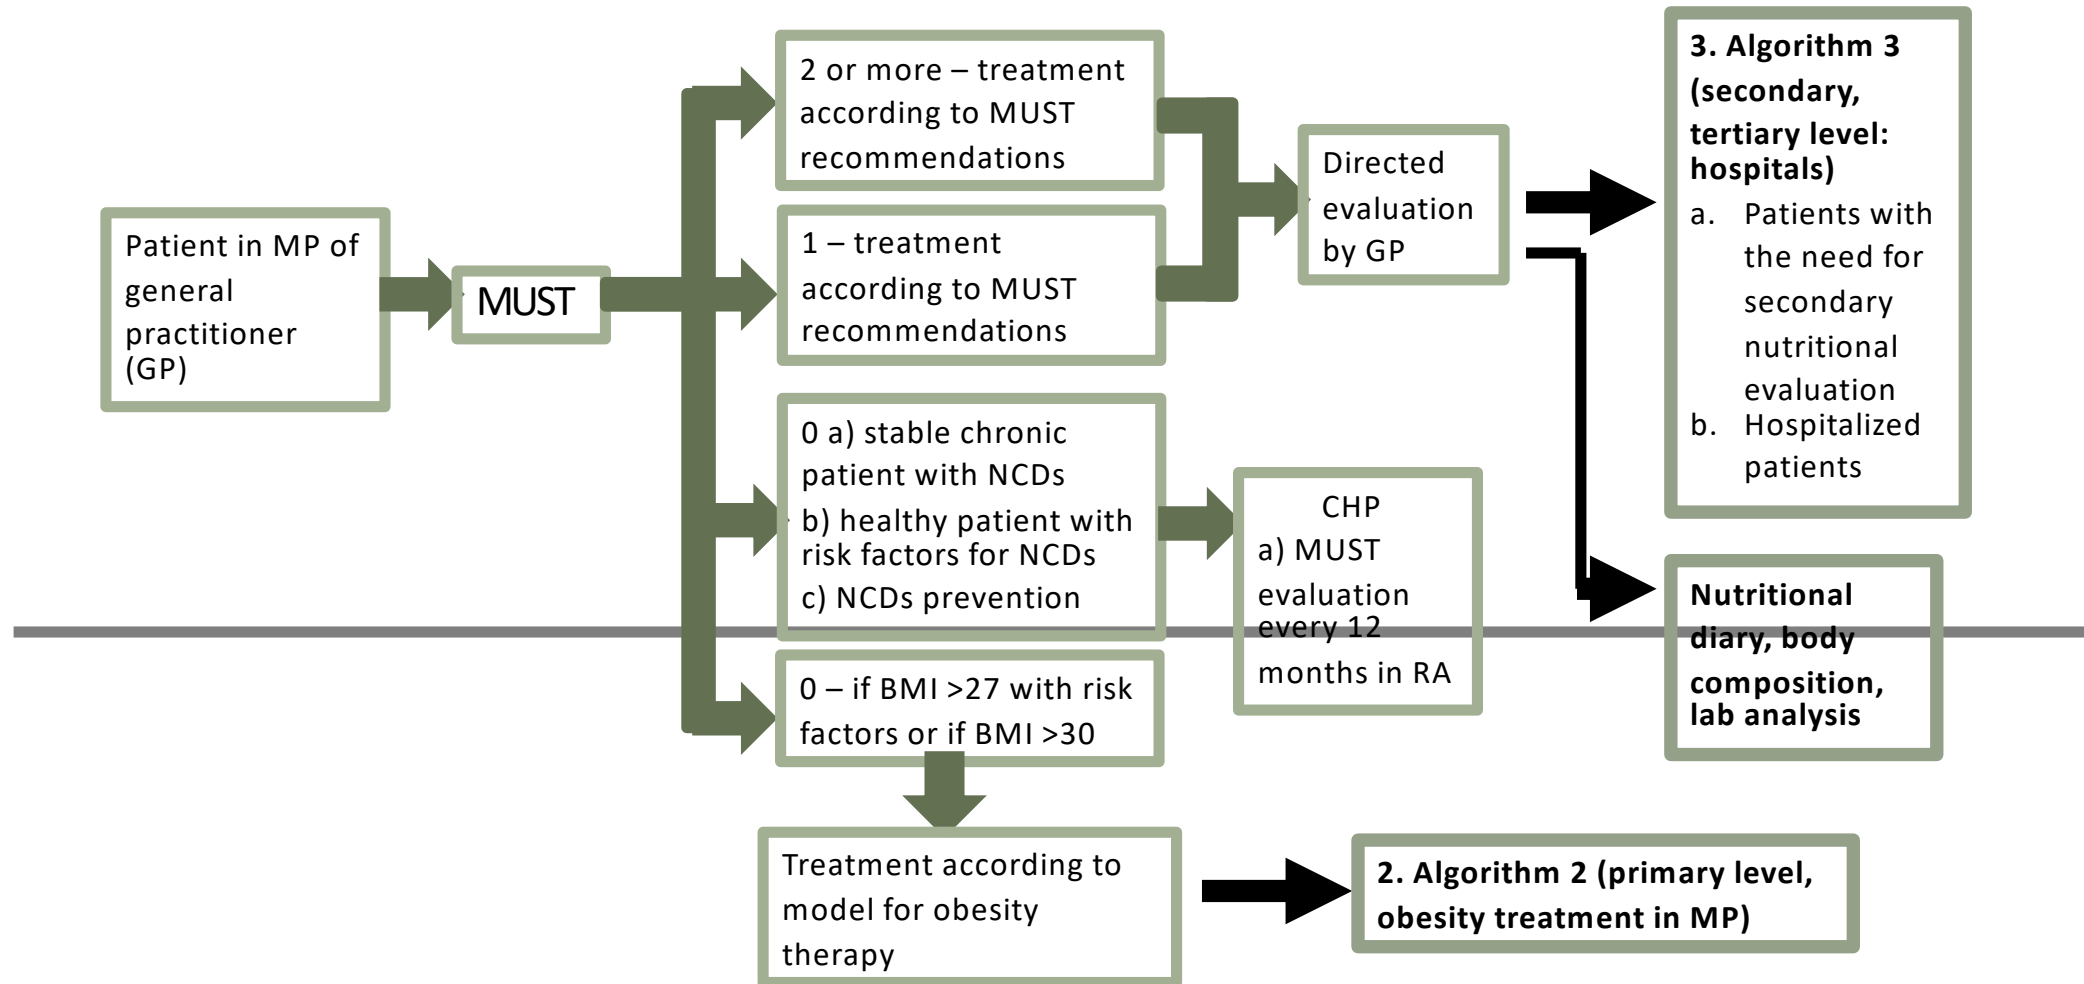 Patient in MP of
general
practitioner
(GP)
MUST
2 or more – treatment
according to MUST
recommendations
1 – treatment
according to MUST
recommendations
0 a) stable chronic
patient with NCDs
b) healthy patient with
risk factors for NCDs
c) NCDs prevention
0 – if BMI >27 with risk
factors or if BMI >30
Treatment according to
model for obesity
therapy
Directed
evaluation
by GP
CHP
a) MUST
evaluation
every 12
months in RA
3. Algorithm 3
(secondary,
tertiary level:
hospitals)
a. Patients with
the need for
secondary
nutritional
evaluation
b. Hospitalized
patients
Nutritional
diary, body
composition,
lab analysis
2. Algorithm 2 (primary level,
obesity treatment in MP)